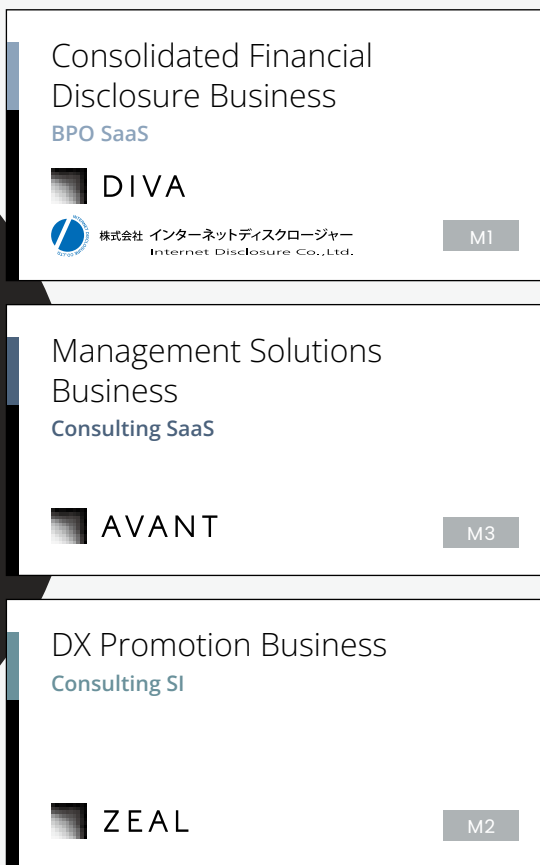 Consolidated Financial
Disclosure Business
BPO SaaS
DIVA
株式会社 インターネットディスクロージャー
Internet Disclosure Co.,Ltd.
M1
Management Solutions
Business
Consulting SaaS
AVANT
M3
DX Promotion Business
Consulting SI
ZEAL
M2